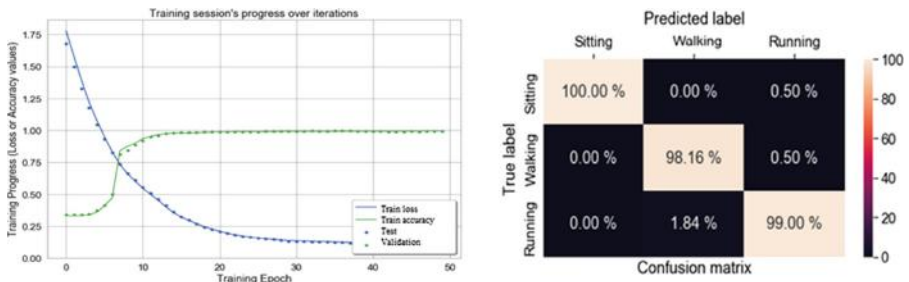 Training session's progress over iterations
Training Progress (Loss or Accuracy values)
1.75
1.50
1.25
1.00
0.75
0.50
0.25
0.00
0
10
20
30
40
50
Training Epoch
Train loss
Train accuracy
Test
Validation
Predicted label
Sitting Walking Running
True label
Sitting 100.00 % 0.00 % 0.50 %
Walking 0.00 % 98.16 % 0.50 %
Running 0.00 % 1.84 % 99.00 %
Confusion matrix
100
80
60
40
20
0